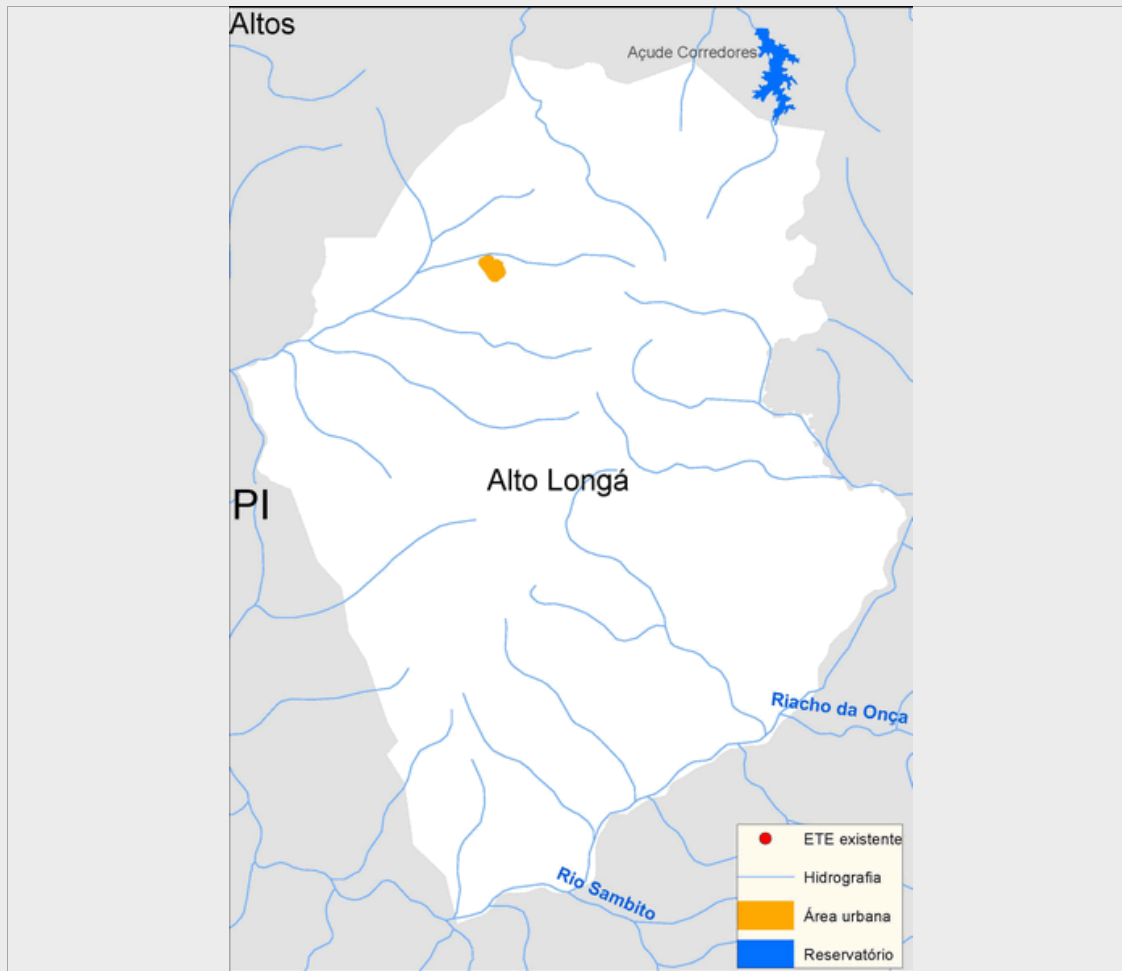 Altos
Açude Corredores
Alto Longá
PI
Riacho da Onça
Rio Sambito
ETE existente
Hidrografia
Área urbana
Reservatório